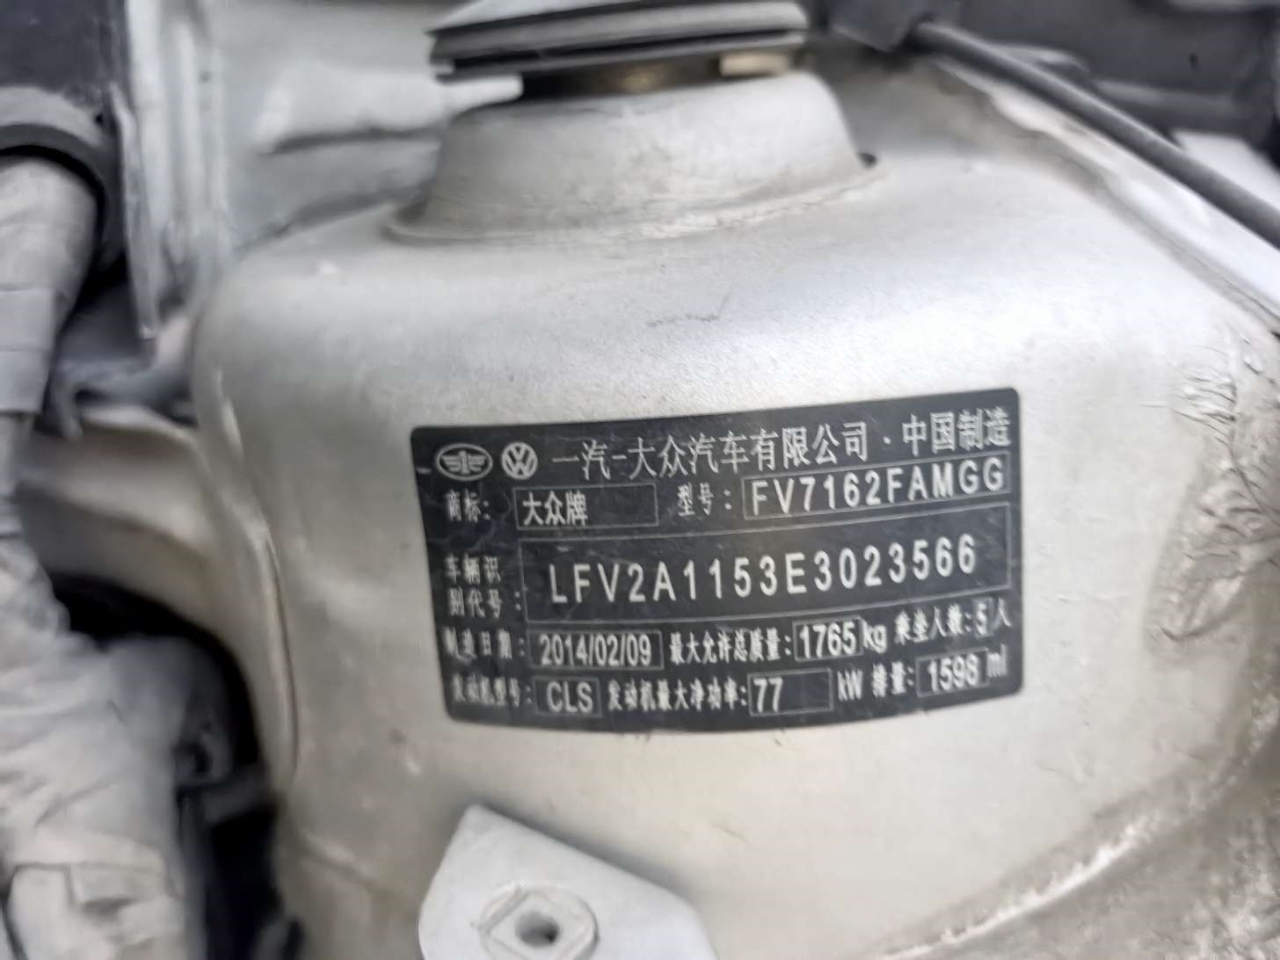 一汽-大众汽车有限公司·中国制造
商标: 大众牌 型号: FV7162FAMGG
车辆识别代号: LFV2A1153E3023566
制造日期: 2014/02/09 最大允许总质量: 1765 kg 乘坐人数: 5 人
发动机型号: CLS 发动机最大净功率: 77 kW 排量: 1598 ml